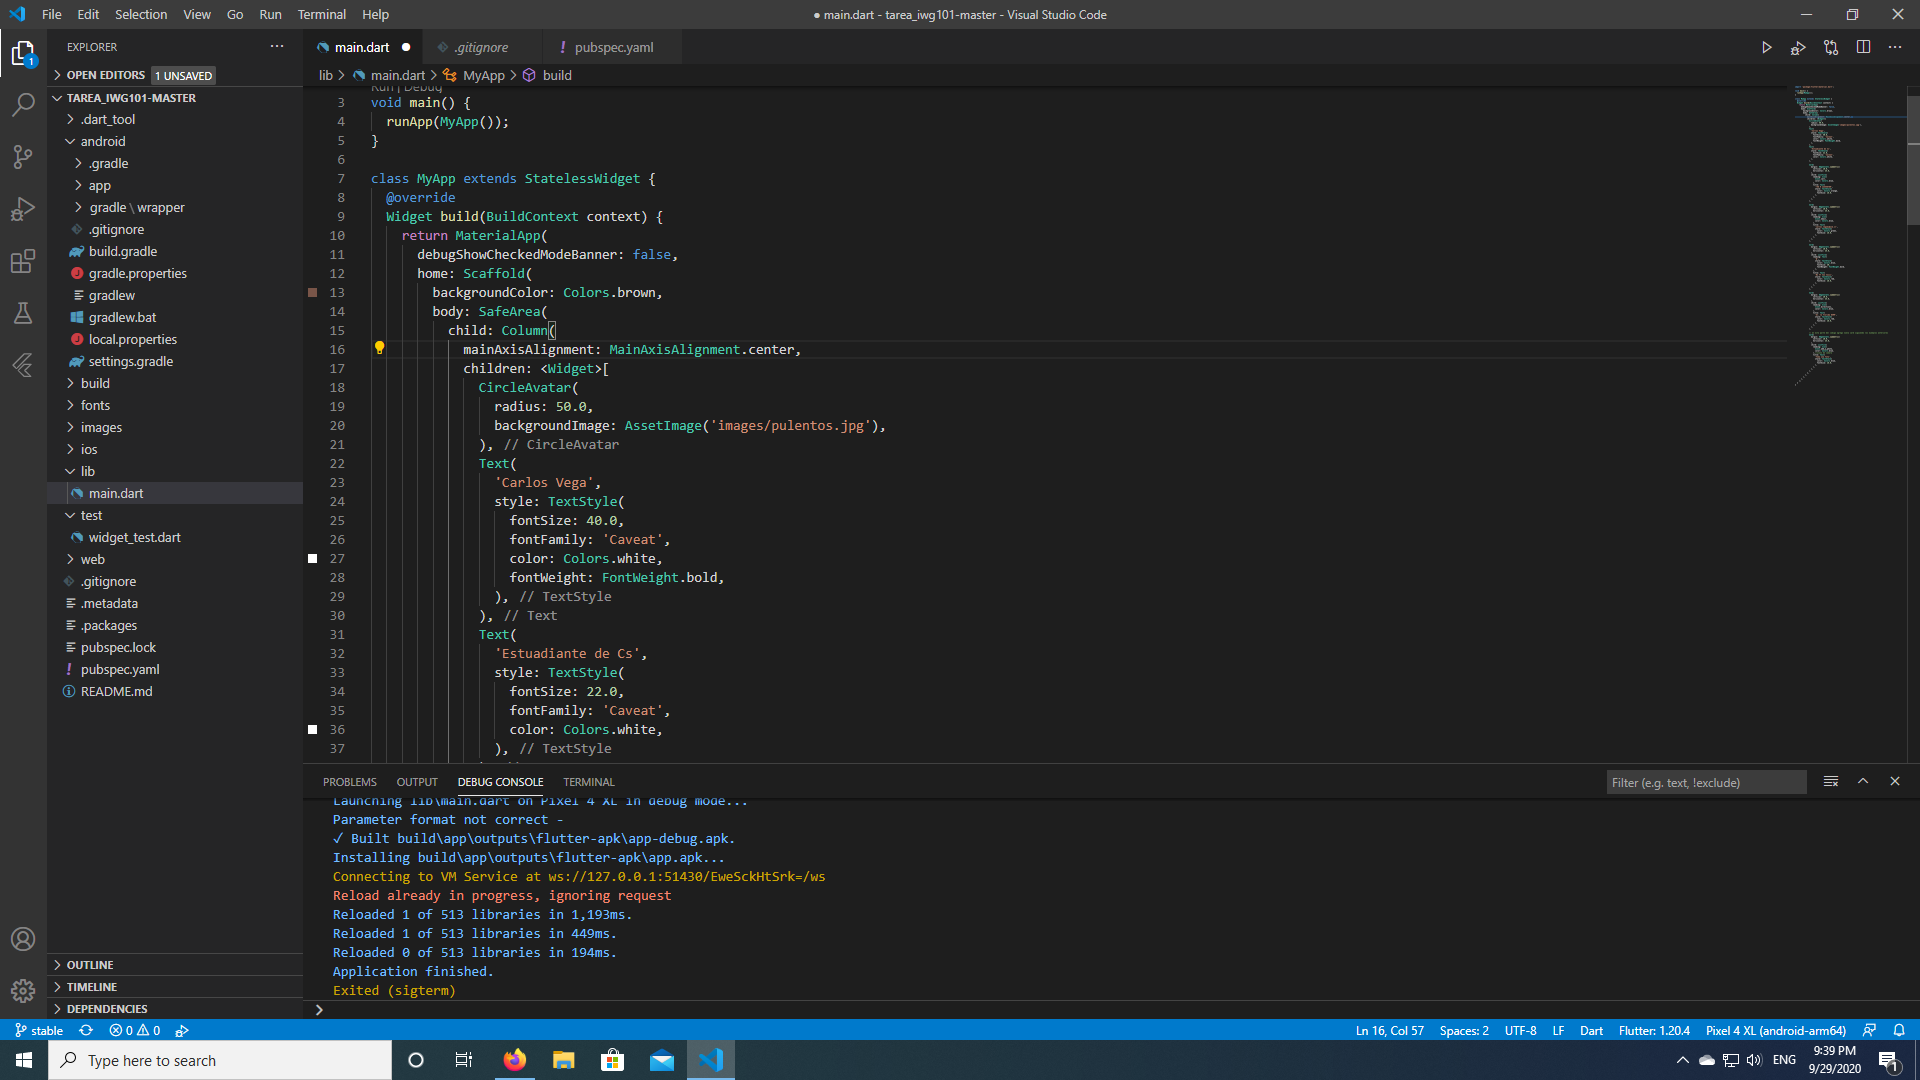 File Edit Selection View Go Run Terminal Help
● main.dart - tarea_iwg101-master - Visual Studio Code
EXPLORER ...
main.dart ●
.gitignore
! pubspec.yaml
OPEN EDITORS 1 UNSAVED
lib > main.dart > MyApp > build
TAREA_IWG101-MASTER
.dart_tool
android
.gradle
app
gradle \ wrapper
.gitignore
build.gradle
gradle.properties
gradlew
gradlew.bat
local.properties
settings.gradle
build
fonts
images
ios
lib
main.dart
test
widget_test.dart
web
.gitignore
.metadata
.packages
pubspec.lock
! pubspec.yaml
README.md
OUTLINE
TIMELINE
DEPENDENCIES
1
Run | Debug
3 void main() {
4 runApp(MyApp());
5 }
6
7 class MyApp extends StatelessWidget {
8 @override
9 Widget build(BuildContext context) {
10 return MaterialApp(
11 debugShowCheckedModeBanner: false,
12 home: Scaffold(
13 backgroundColor: Colors.brown,
14 body: SafeArea(
15 child: Column(
16 mainAxisAlignment: MainAxisAlignment.center,
17 children: <Widget>[
18 CircleAvatar(
19 radius: 50.0,
20 backgroundImage: AssetImage('images/pulentos.jpg'),
21 ), // CircleAvatar
22 Text(
23 'Carlos Vega',
24 style: TextStyle(
25 fontSize: 40.0,
26 fontFamily: 'Caveat',
27 color: Colors.white,
28 fontWeight: FontWeight.bold,
29 ), // TextStyle
30 ), // Text
31 Text(
32 'Estuadiante de Cs',
33 style: TextStyle(
34 fontSize: 22.0,
35 fontFamily: 'Caveat',
36 color: Colors.white,
37 ), // TextStyle
PROBLEMS OUTPUT DEBUG CONSOLE TERMINAL
Filter (e.g. text, !exclude)
Launching lib\main.dart on Pixel 4 XL in debug mode...
Parameter format not correct -
√ Built build\app\outputs\flutter-apk\app-debug.apk.
Installing build\app\outputs\flutter-apk\app.apk...
Connecting to VM Service at ws://127.0.0.1:51430/EweSckHtSrk=/ws
Reload already in progress, ignoring request
Reloaded 1 of 513 libraries in 1,193ms.
Reloaded 1 of 513 libraries in 449ms.
Reloaded 0 of 513 libraries in 194ms.
Application finished.
Exited (sigterm)
stable 0 0
Ln 16, Col 57 Spaces: 2 UTF-8 LF Dart Flutter: 1.20.4 Pixel 4 XL (android-arm64)
Type here to search
ENG
9:39 PM
9/29/2020
1